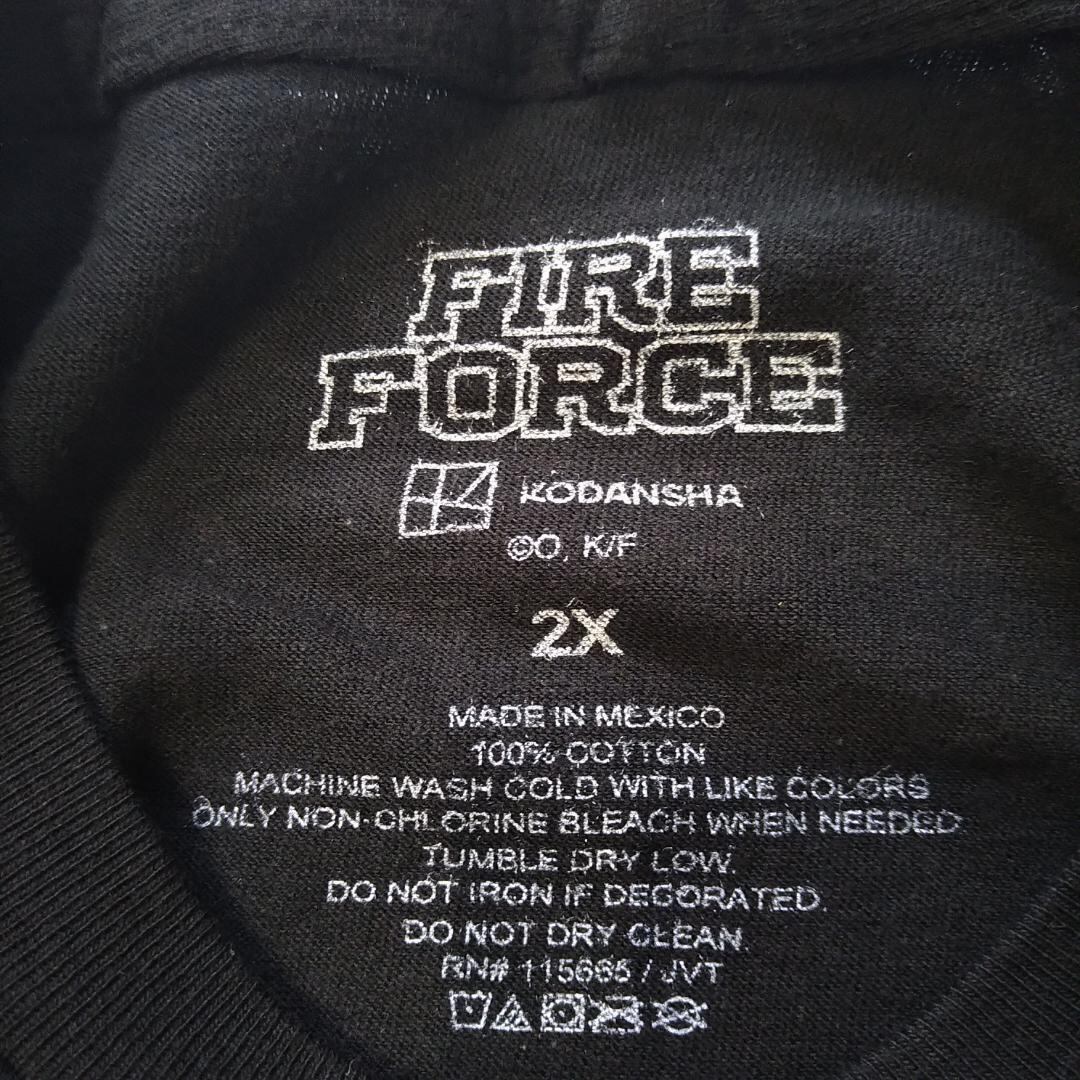 FIRE
FORCE
KODANSHA
©O, K/F
2X
MADE IN MEXICO
100% COTTON
MACHINE WASH COLD WITH LIKE COLORS
ONLY NON-CHLORINE BLEACH WHEN NEEDED
TUMBLE DRY LOW.
DO NOT IRON IF DECORATED.
DO NOT DRY CLEAN.
RN# 115665 / JVT